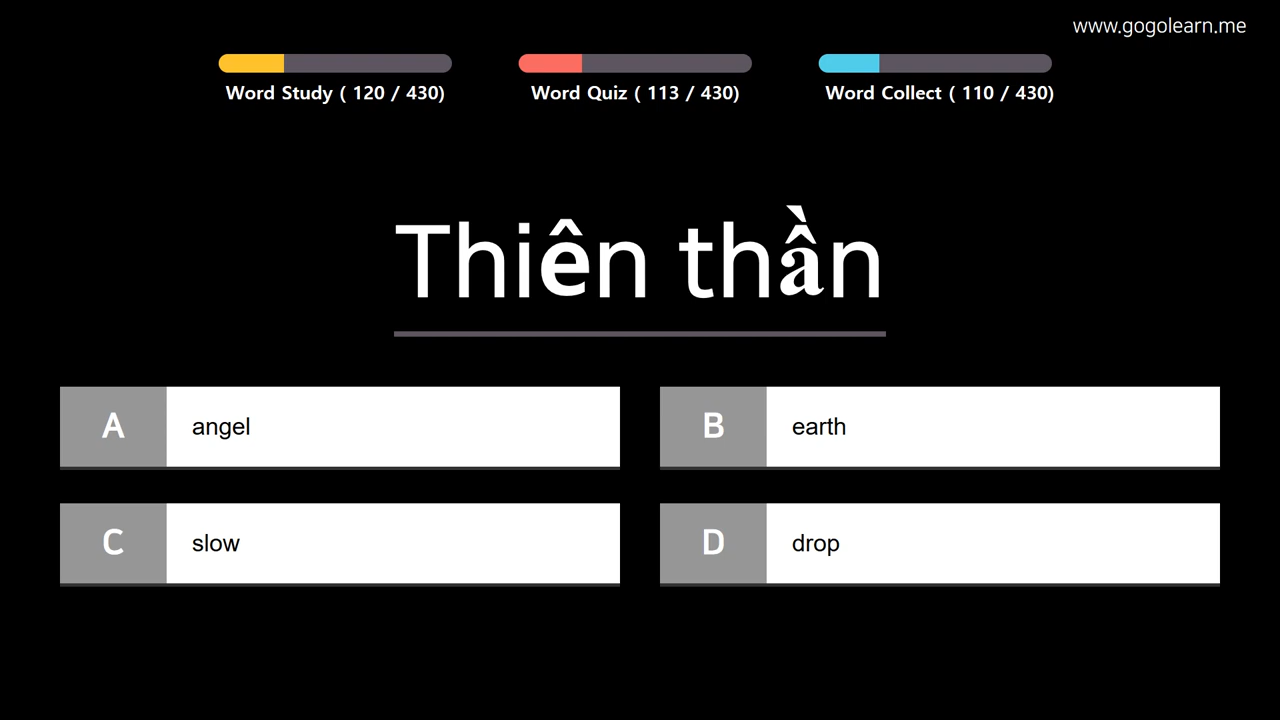 www.gogolearn.me
Word Study ( 120 / 430)
Word Quiz ( 113 / 430)
Word Collect ( 110 / 430)
Thiên thần
A angel
B earth
C slow
D drop